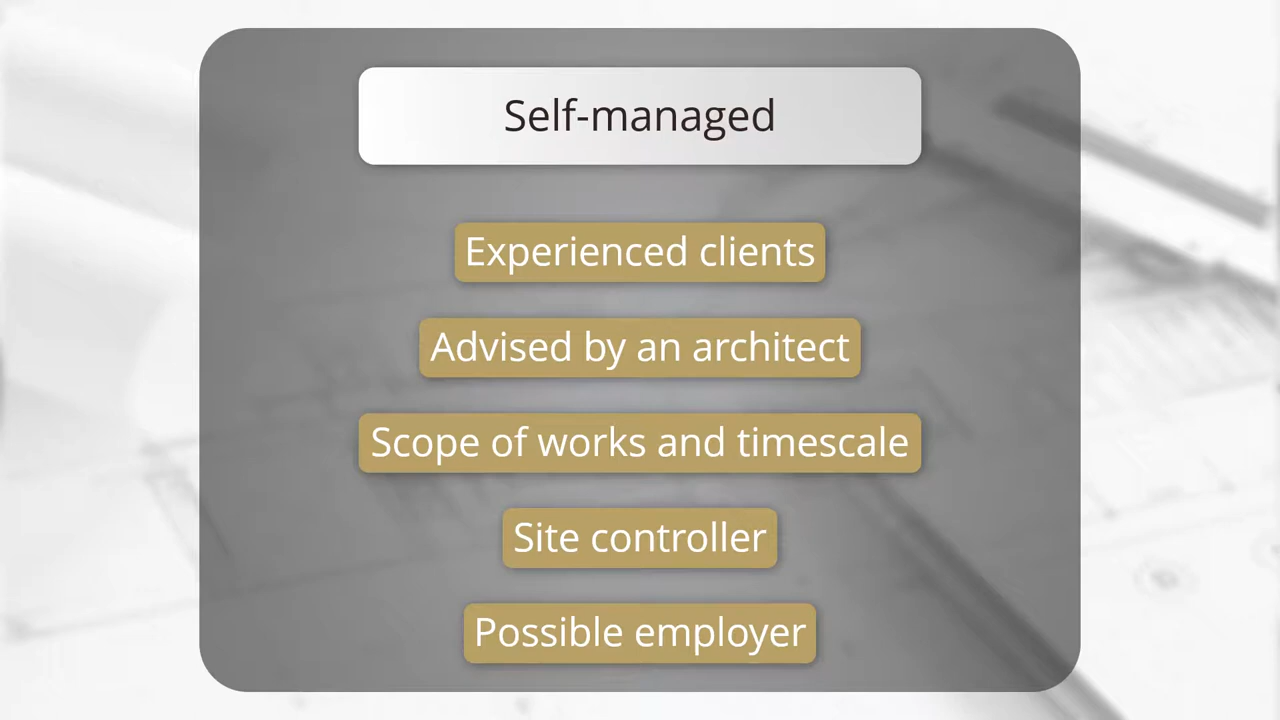 Self-managed
Experienced clients
Advised by an architect
Scope of works and timescale
Site controller
Possible employer